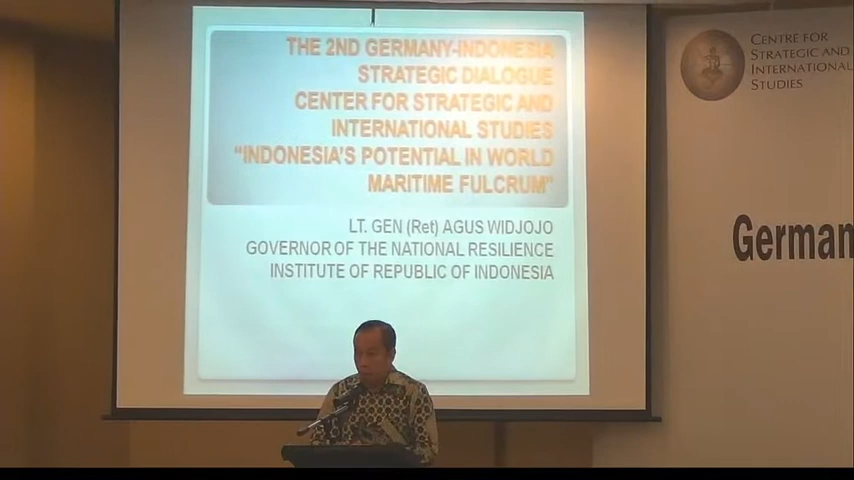 THE 2ND GERMANY-INDONESIA
STRATEGIC DIALOGUE
CENTER FOR STRATEGIC AND
INTERNATIONAL STUDIES
"INDONESIA'S POTENTIAL IN WORLD
MARITIME FULCRUM"
LT. GEN (Ret) AGUS WIDJOJO
GOVERNOR OF THE NATIONAL RESILIENCE
INSTITUTE OF REPUBLIC OF INDONESIA
CENTRE FOR
STRATEGIC AND
INTERNATIONAL
STUDIES
German